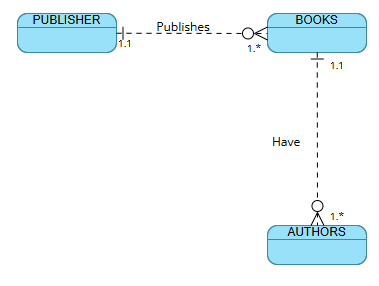 PUBLISHER
Publishes
BOOKS
1.1
1.*
1.1
Have
1.*
AUTHORS